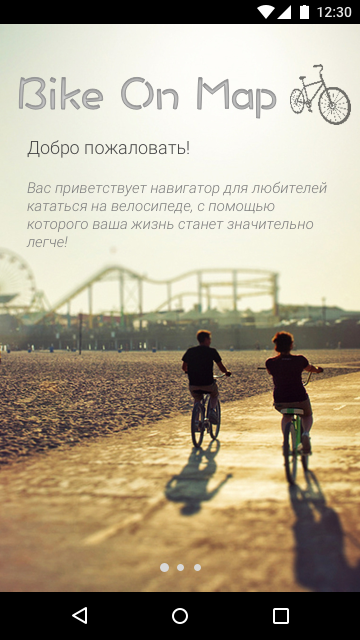 12:30
Bike On Map
Добро пожаловать!
Вас приветствует навигатор для любителей
кататься на велосипеде, с помощью
которого ваша жизнь станет значительно
легче!